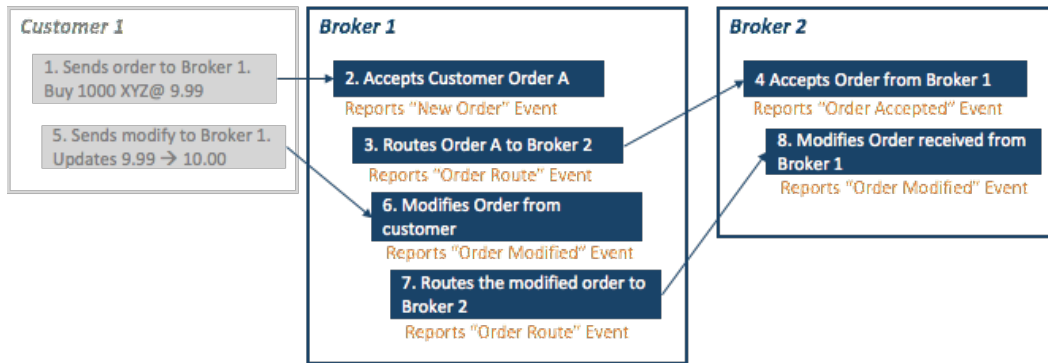 Customer 1
1. Sends order to Broker 1.
Buy 1000 XYZ@ 9.99
5. Sends modify to Broker 1.
Updates 9.99 → 10.00
Broker 1
2. Accepts Customer Order A
Reports "New Order" Event
3. Routes Order A to Broker 2
Reports "Order Route" Event
6. Modifies Order from
customer
Reports "Order Modified" Event
7. Routes the modified order to
Broker 2
Reports "Order Route" Event
Broker 2
4 Accepts Order from Broker 1
Reports "Order Accepted" Event
8. Modifies Order received from
Broker 1
Reports "Order Modified" Event